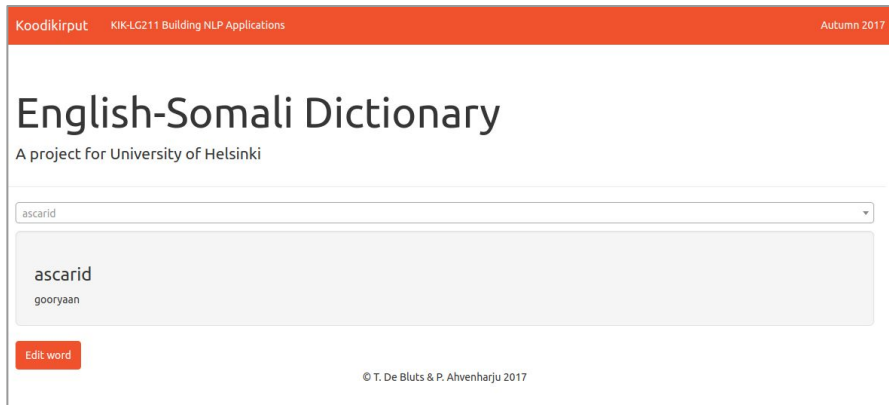 Koodikirput KIK-LG211 Building NLP Applications Autumn 2017
English-Somali Dictionary
A project for University of Helsinki
ascarid
ascarid
gooryaan
Edit word
© T. De Bluts & P. Ahvenharju 2017